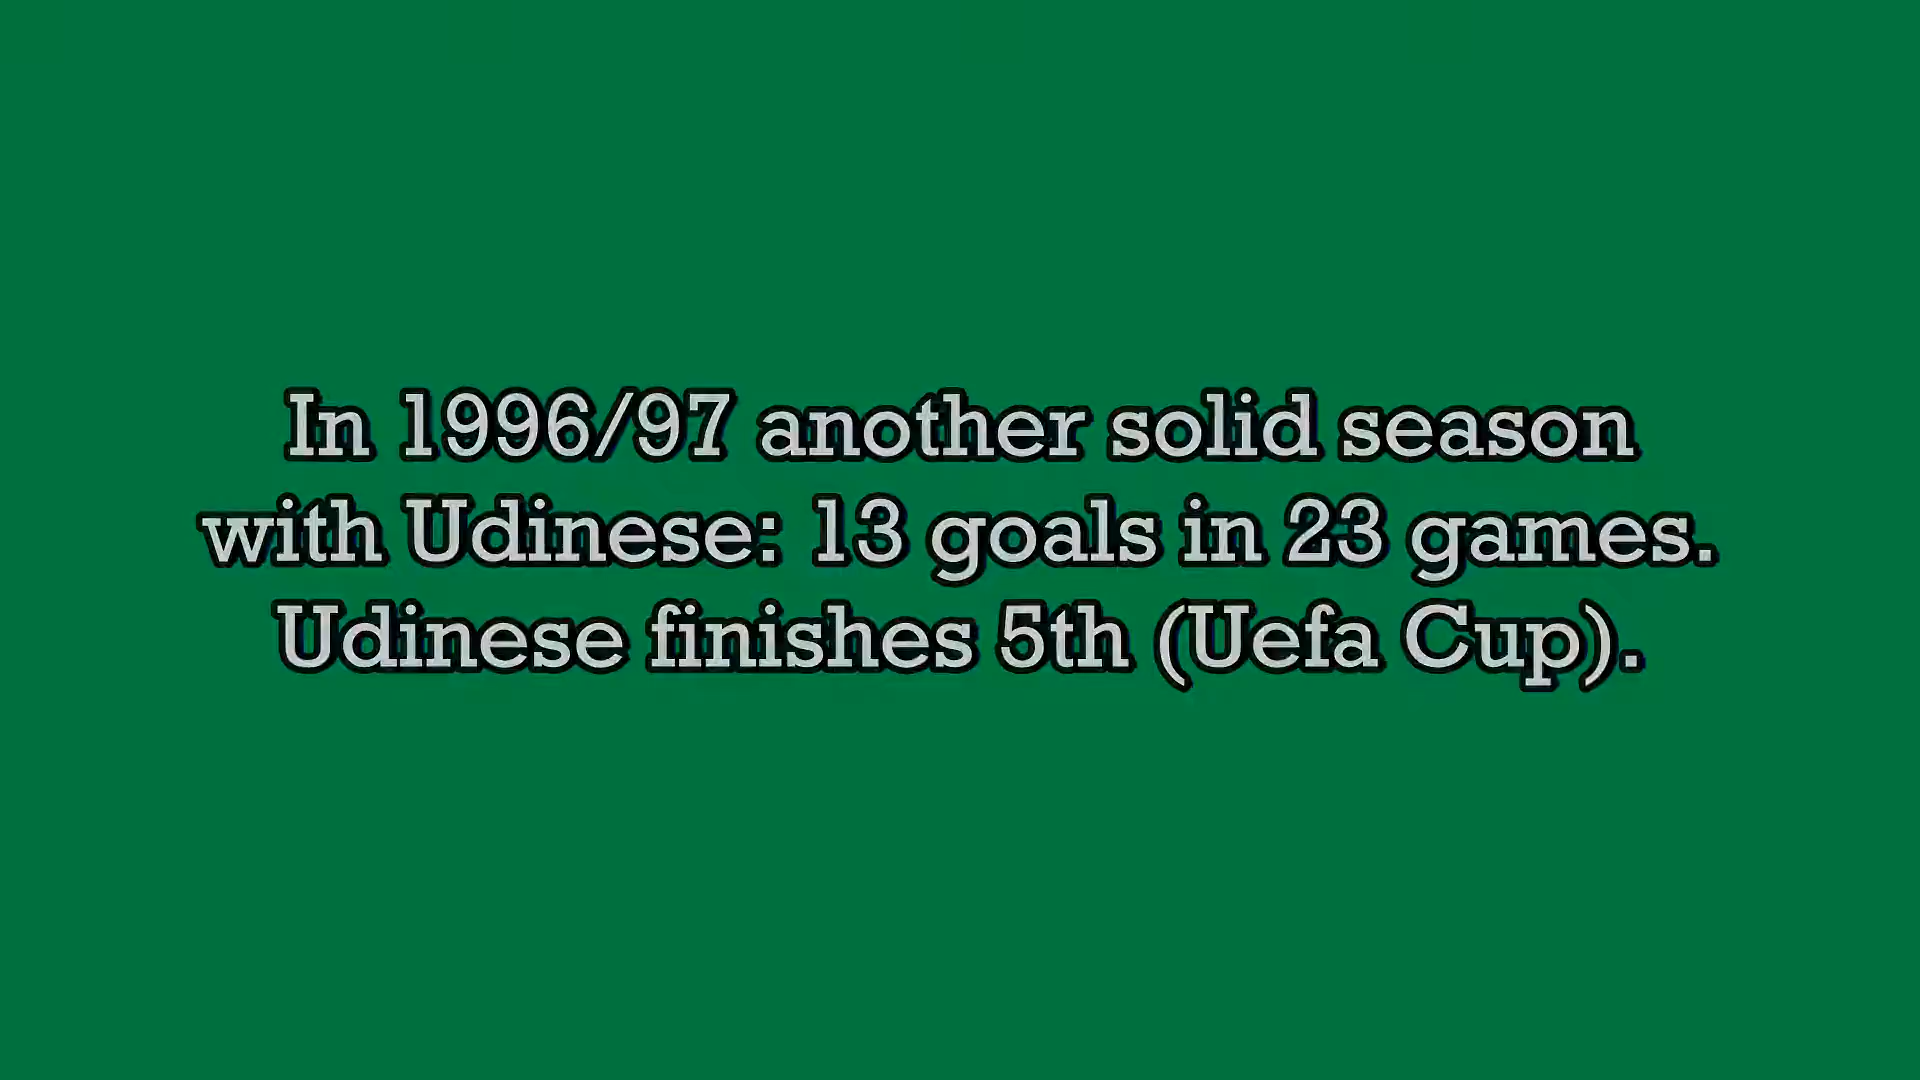 In 1996/97 another solid season
with Udinese: 13 goals in 23 games.
Udinese finishes 5th (Uefa Cup).